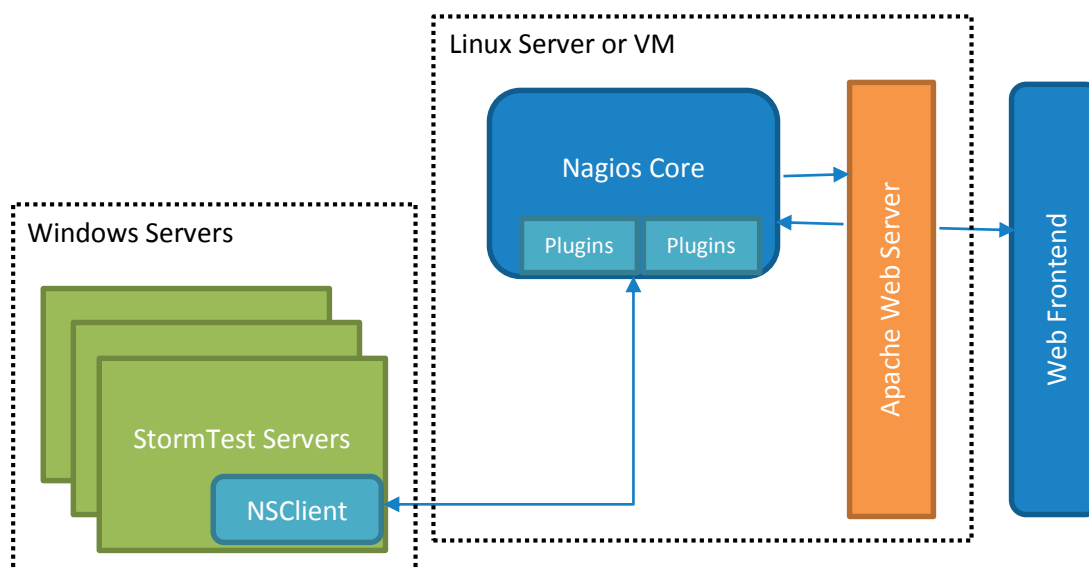 Linux Server or VM
Nagios Core
Plugins
Plugins
Apache Web Server
Web Frontend
Windows Servers
StormTest Servers
NSClient